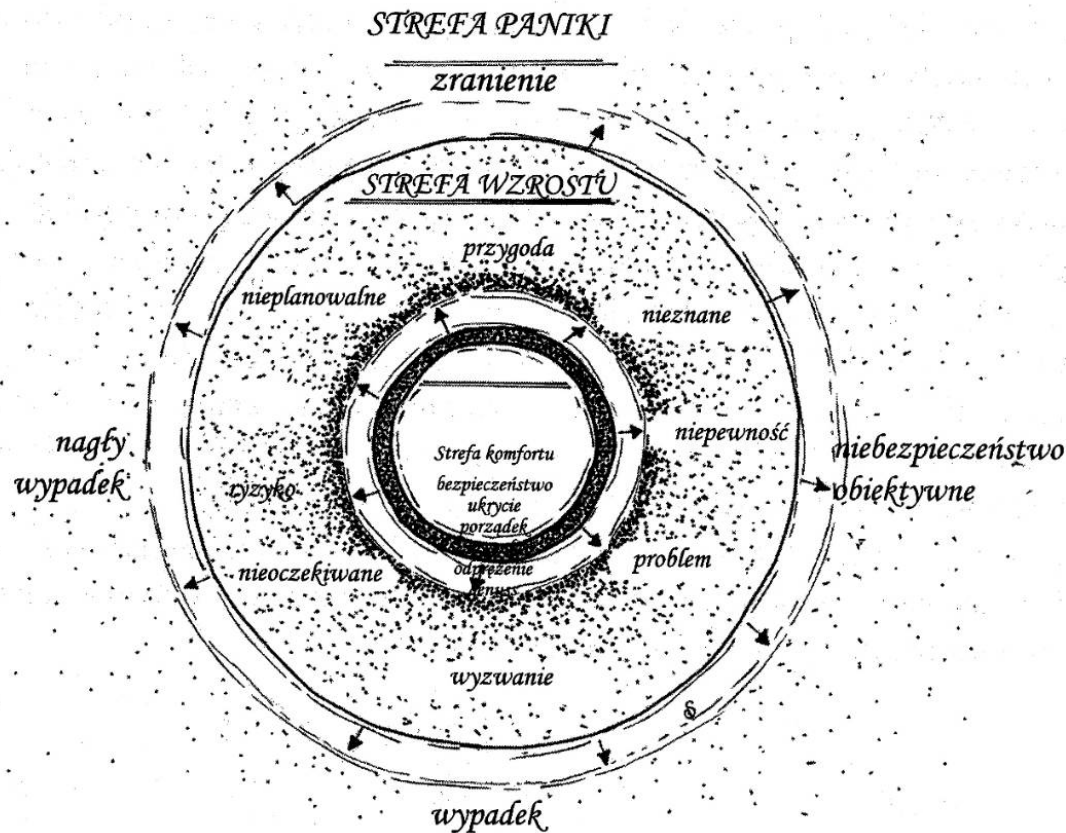 STREFA PANIKI
zranienie
STREFA WZROSTU
przygoda
nieplanowalne
nieznane
nagły
wypadek
ryzyko
Strefa komfortu
bezpieczeństwo
ukrycie
porządek
odprężenie
niepewność
niebezpieczeństwo
obiektywne
nieoczekiwane
problem
wyzwanie
wypadek